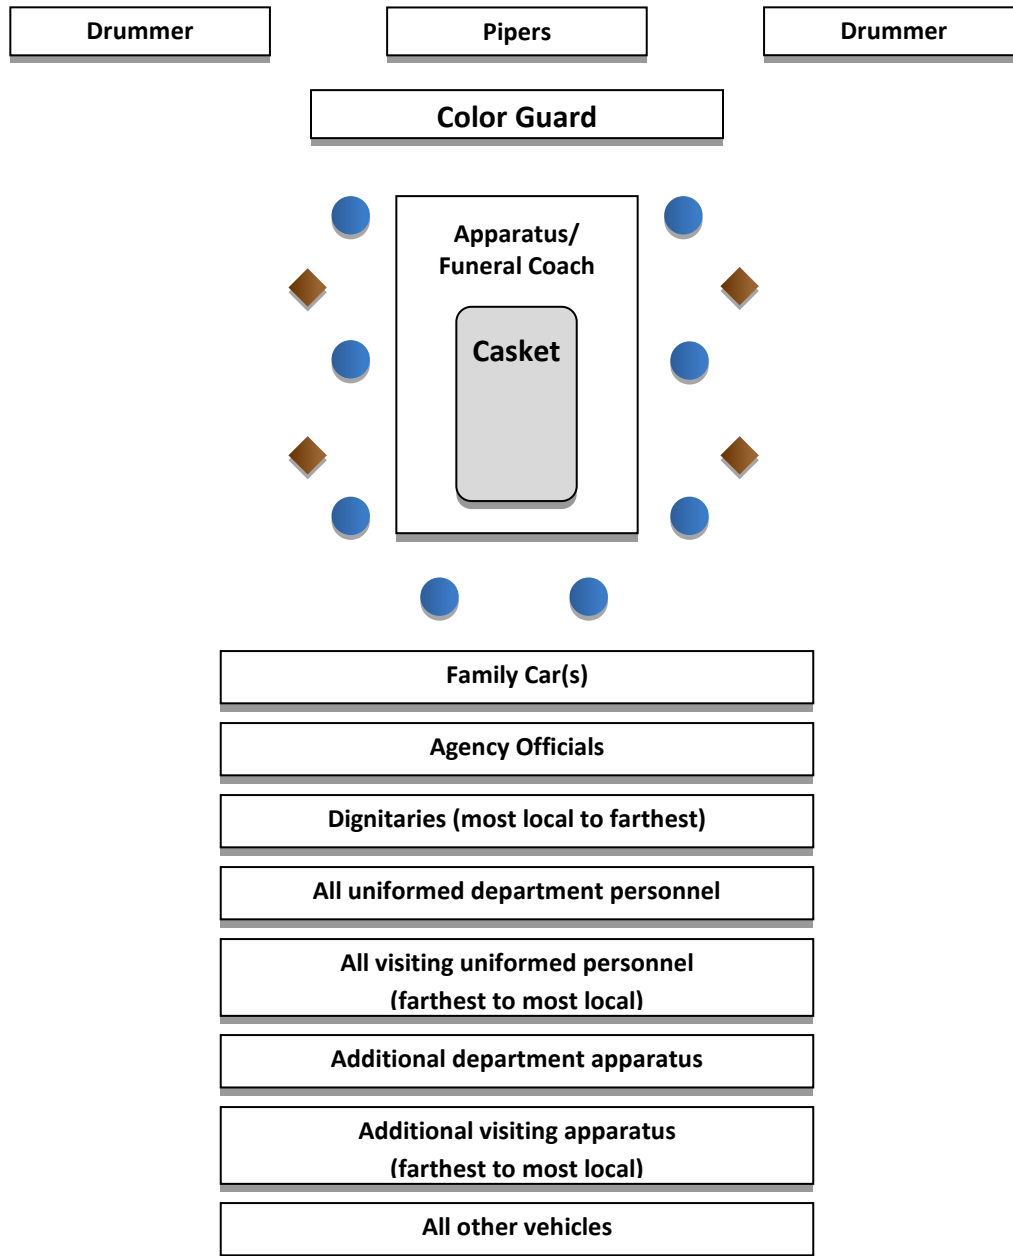 Drummer
Pipers
Drummer
Color Guard
Apparatus/
Funeral Coach
Casket
Family Car(s)
Agency Officials
Dignitaries (most local to farthest)
All uniformed department personnel
All visiting uniformed personnel
(farthest to most local)
Additional department apparatus
Additional visiting apparatus
(farthest to most local)
All other vehicles